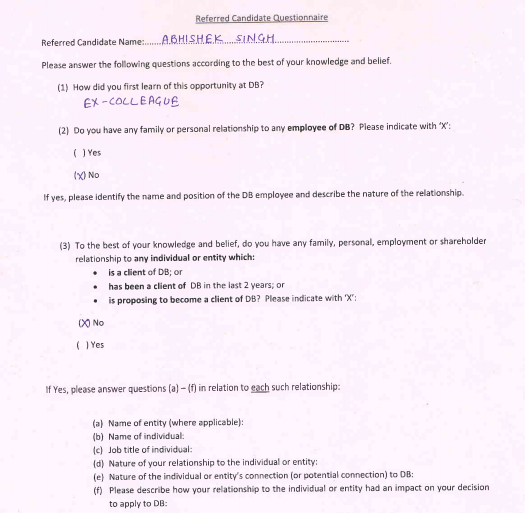 Referred Candidate Questionnaire
Referred Candidate Name:......ABHISHEK SINGH..............................
Please answer the following questions according to the best of your knowledge and belief.
(1) How did you first learn of this opportunity at DB?
EX-COLLEAGUE
(2) Do you have any family or personal relationship to any employee of DB? Please indicate with 'X':
( ) Yes
(X) No
If yes, please identify the name and position of the DB employee and describe the nature of the relationship.
(3) To the best of your knowledge and belief, do you have any family, personal, employment or shareholder
relationship to any individual or entity which:
• is a client of DB; or
• has been a client of DB in the last 2 years; or
• is proposing to become a client of DB? Please indicate with 'X':
(X) No
( ) Yes
If Yes, please answer questions (a) – (f) in relation to each such relationship:
(a) Name of entity (where applicable):
(b) Name of individual:
(c) Job title of individual:
(d) Nature of your relationship to the individual or entity:
(e) Nature of the individual or entity's connection (or potential connection) to DB:
(f) Please describe how your relationship to the individual or entity had an impact on your decision
to apply to DB: